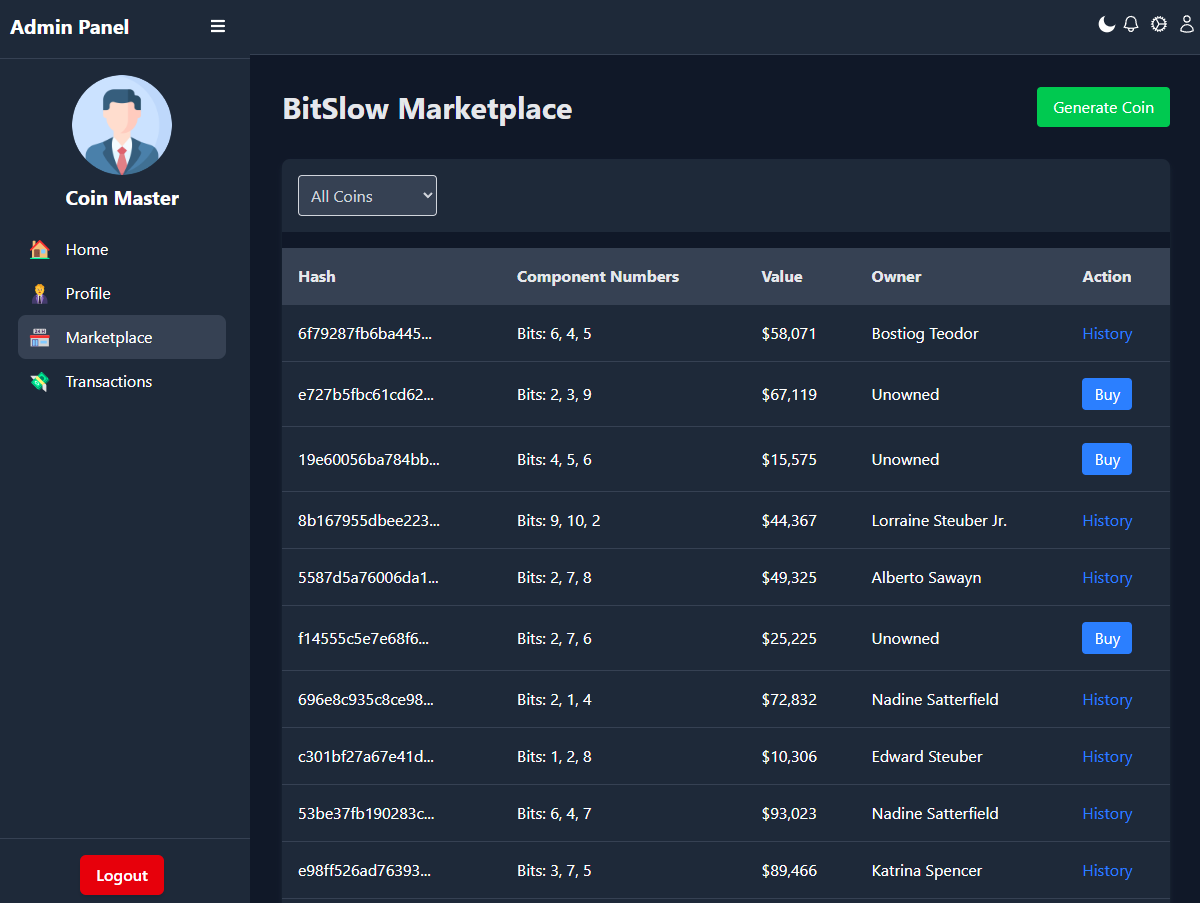 Admin Panel
Coin Master
Home
Profile
Marketplace
Transactions
Logout
BitSlow Marketplace
Generate Coin
All Coins
Hash Component Numbers Value Owner Action
6f79287fb6ba445... Bits: 6, 4, 5 $58,071 Bostiog Teodor History
e727b5fbc61cd62... Bits: 2, 3, 9 $67,119 Unowned Buy
19e60056ba784bb... Bits: 4, 5, 6 $15,575 Unowned Buy
8b167955dbee223... Bits: 9, 10, 2 $44,367 Lorraine Steuber Jr. History
5587d5a76006da1... Bits: 2, 7, 8 $49,325 Alberto Sawayn History
f14555c5e7e68f6... Bits: 2, 7, 6 $25,225 Unowned Buy
696e8c935c8ce98... Bits: 2, 1, 4 $72,832 Nadine Satterfield History
c301bf27a67e41d... Bits: 1, 2, 8 $10,306 Edward Steuber History
53be37fb190283c... Bits: 6, 4, 7 $93,023 Nadine Satterfield History
e98ff526ad76393... Bits: 3, 7, 5 $89,466 Katrina Spencer History